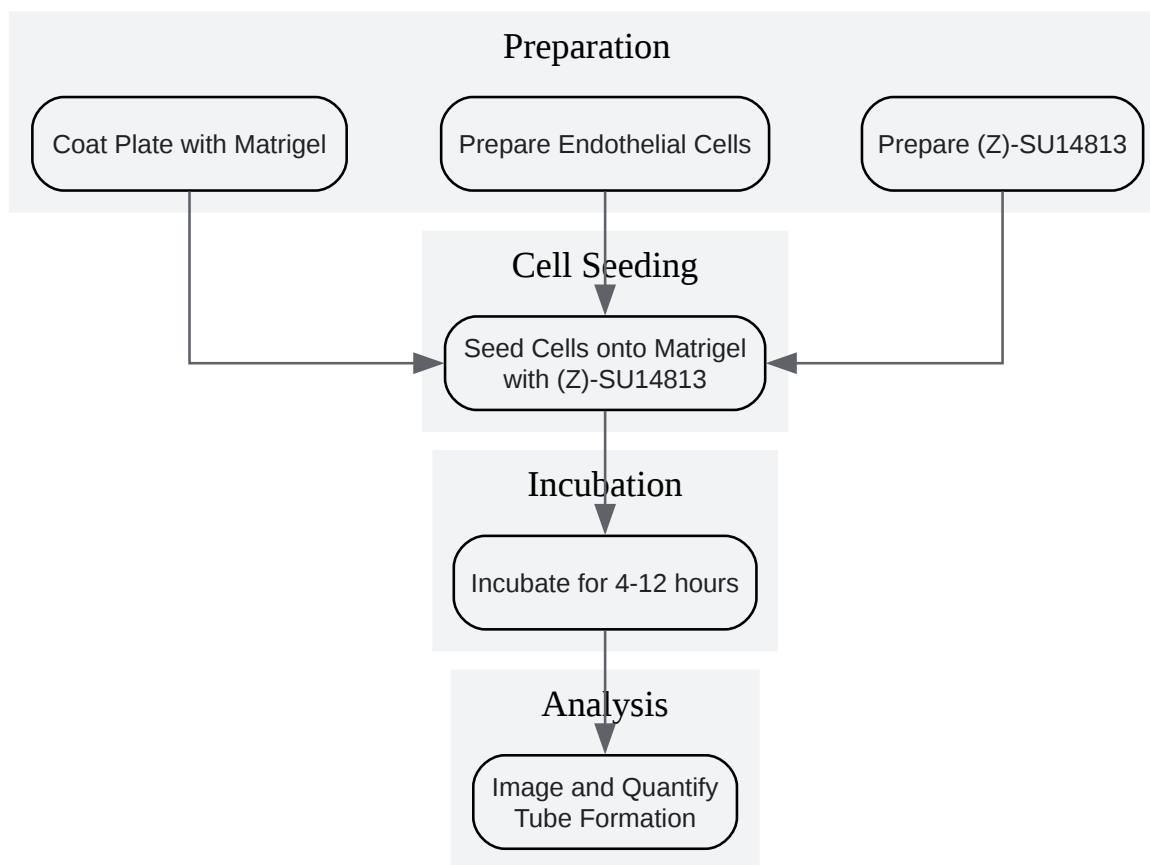 Preparation
Coat Plate with Matrigel
Prepare Endothelial Cells
Prepare (Z)-SU14813
Cell Seeding
Seed Cells onto Matrigel
with (Z)-SU14813
Incubation
Incubate for 4-12 hours
Analysis
Image and Quantify
Tube Formation